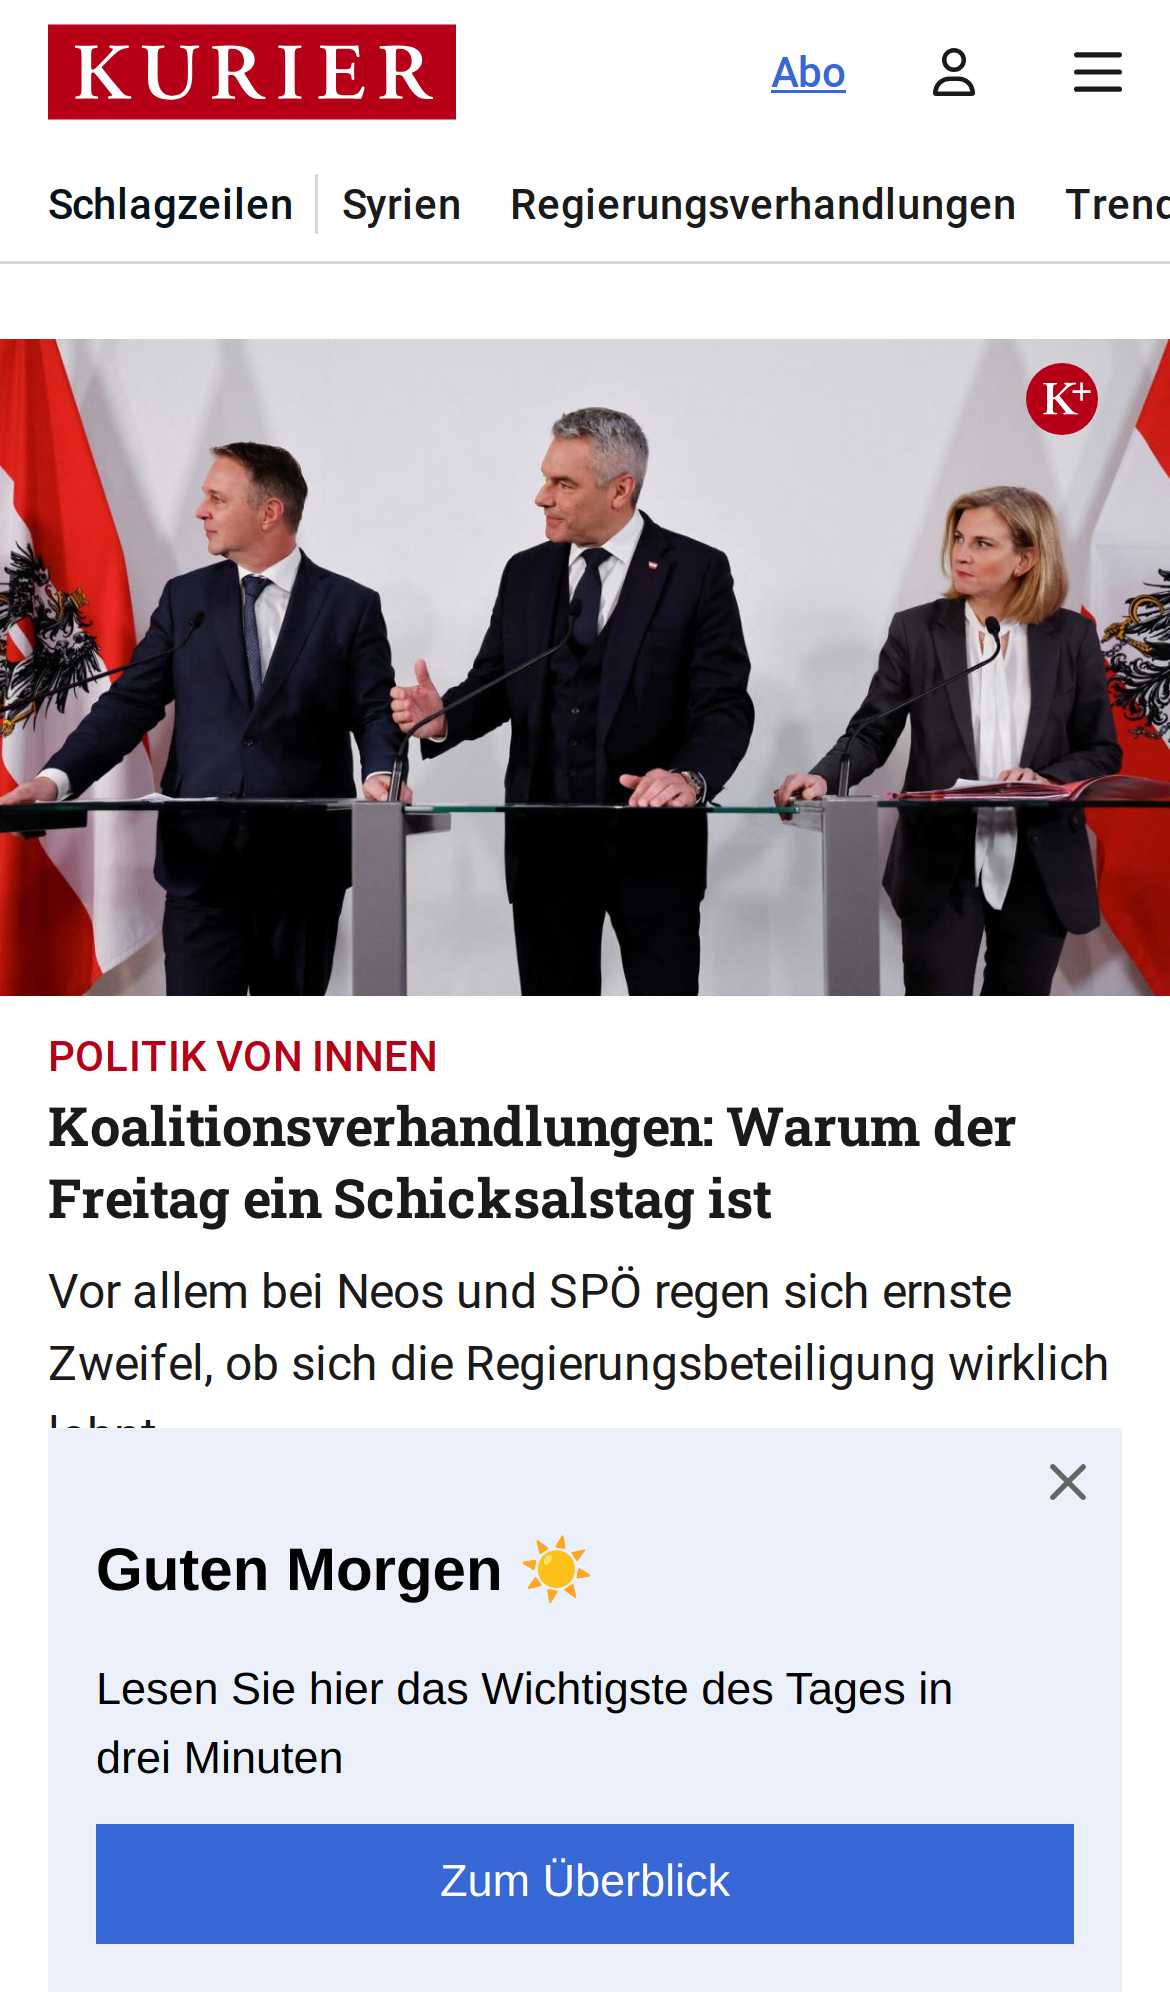 KURIER
Abo
Schlagzeilen
Syrien
Regierungsverhandlungen
K+
POLITIK VON INNEN
Koalitionsverhandlungen: Warum der
Freitag ein Schicksalstag ist
Vor allem bei Neos und SPÖ regen sich ernste
Zweifel, ob sich die Regierungsbeteiligung wirklich
Guten Morgen ☀️
Lesen Sie hier das Wichtigste des Tages in
drei Minuten
Zum Überblick